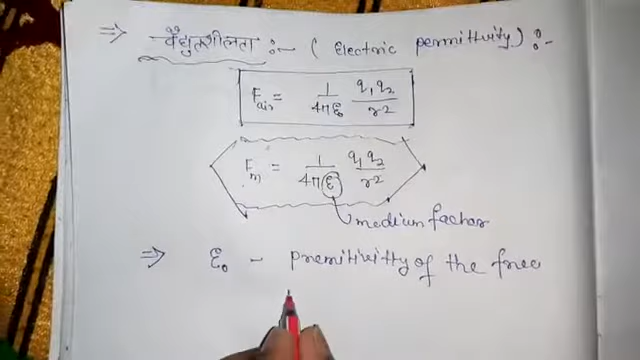 ⇒ वैद्युतशीलता :– ( Electric permittivity ) :-
F_air = 1/4πε₀ q₁q₂/r²
F_m = 1/4πε q₁q₂/r²
medium factor
⇒ ε₀ – premitivitty of the free